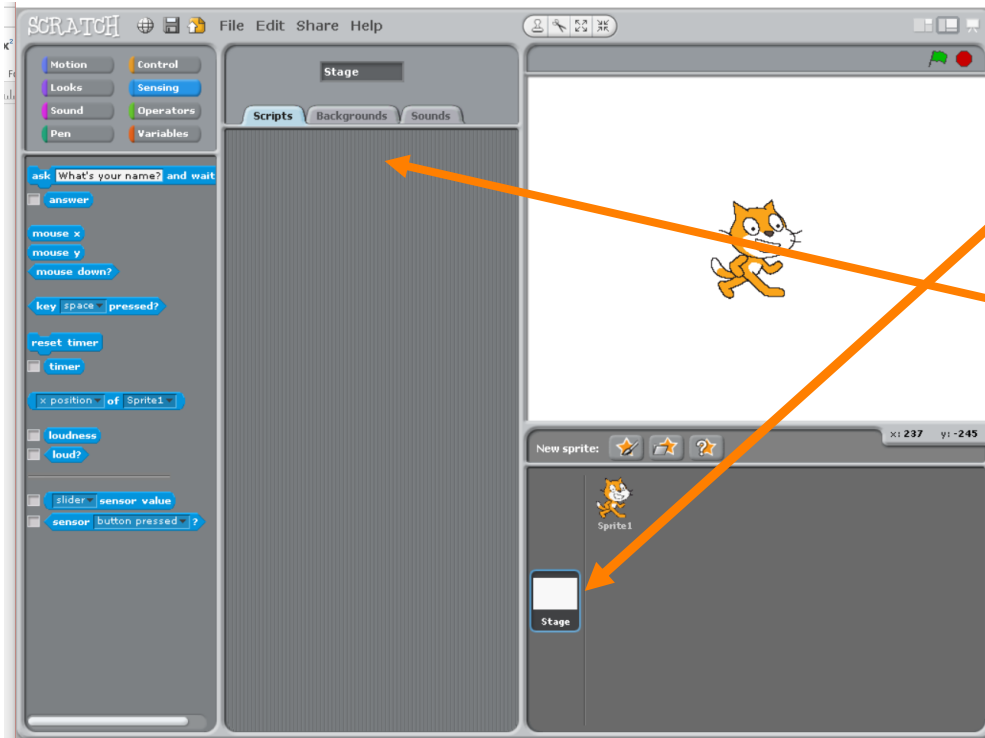 SCRATCH File Edit Share Help
x²
Motion Control
Looks Sensing
Sound Operators
Pen Variables
ask What's your name? and wait
answer
mouse x
mouse y
mouse down?
key space pressed?
reset timer
timer
x position of Sprite1
loudness
loud?
slider sensor value
sensor button pressed ?
Stage
Scripts Backgrounds Sounds
x: 237 y: -245
New sprite:
Sprite1
Stage